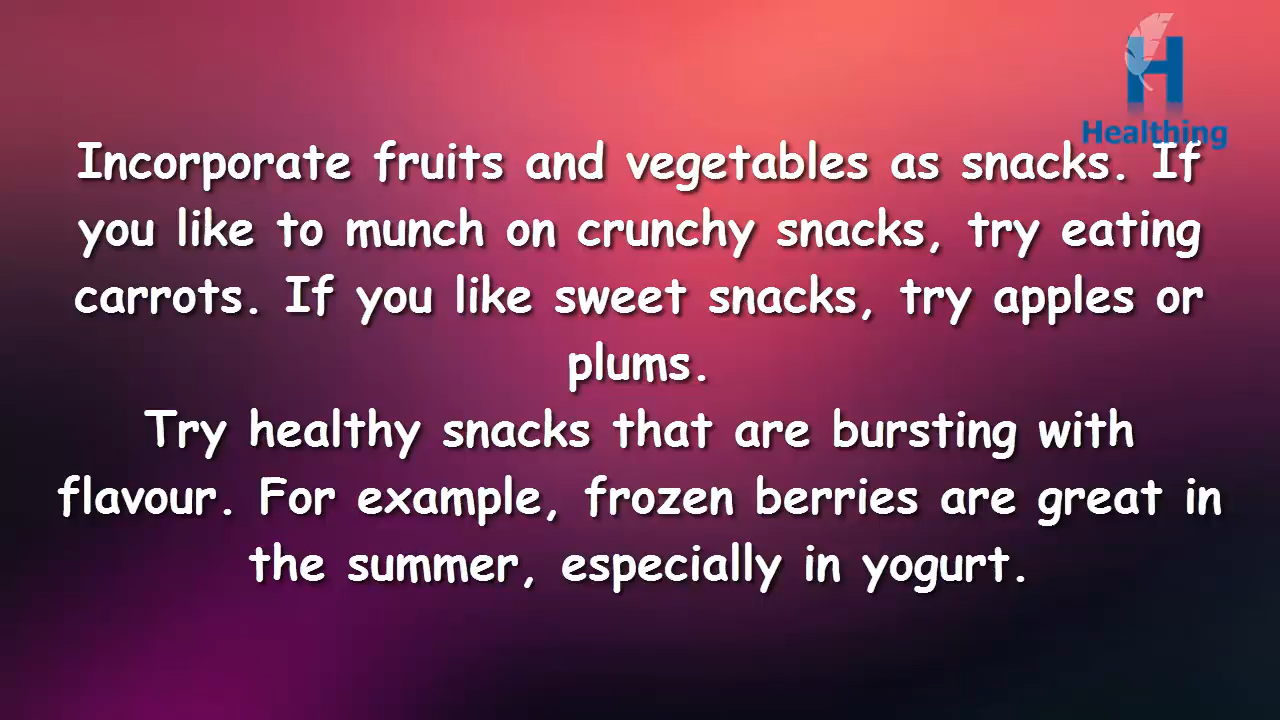 H
Healthing
Incorporate fruits and vegetables as snacks. If
you like to munch on crunchy snacks, try eating
carrots. If you like sweet snacks, try apples or
plums.
Try healthy snacks that are bursting with
flavour. For example, frozen berries are great in
the summer, especially in yogurt.